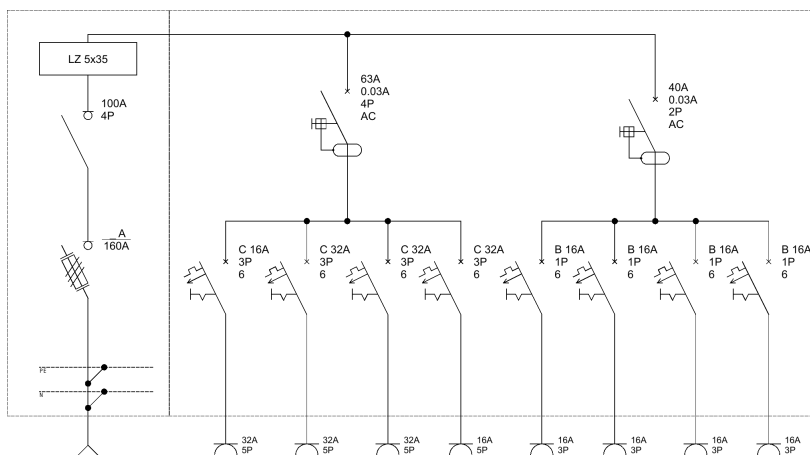 LZ 5x35
100A
4P
_A
160A
PE
N
63A
0.03A
4P
AC
40A
0.03A
2P
AC
C 16A
3P
6
C 32A
3P
6
C 32A
3P
6
C 32A
3P
6
B 16A
1P
6
B 16A
1P
6
B 16A
1P
6
B 16A
1P
6
32A
5P
32A
5P
32A
5P
16A
5P
16A
3P
16A
3P
16A
3P
16A
3P